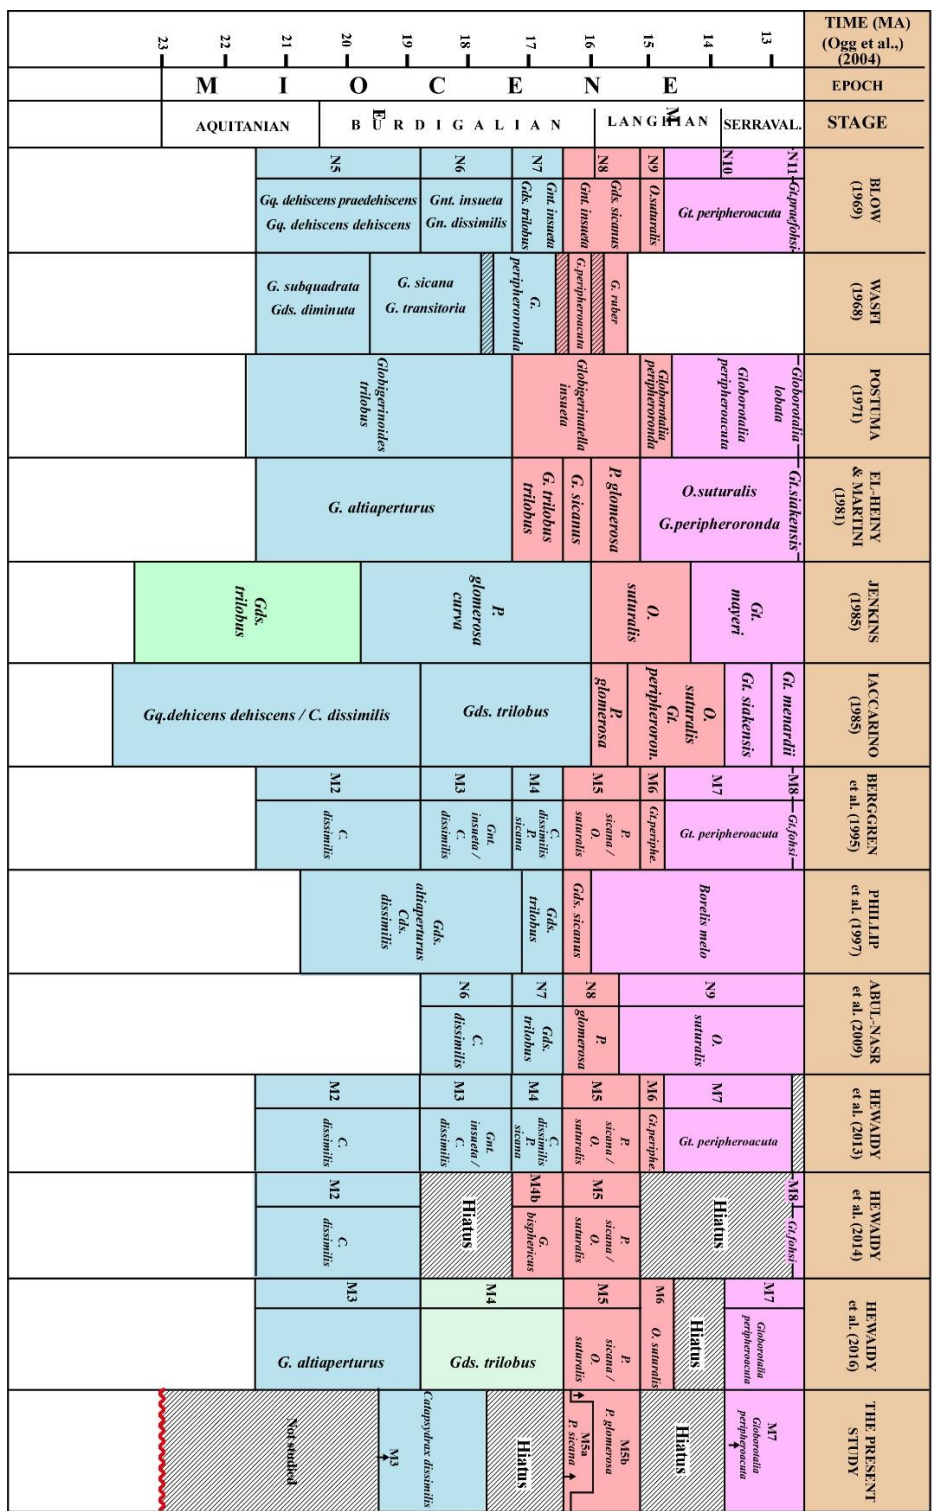 TIME (MA)
(Ogg et al.,)
(2004)
23 22 21 20 19 18 17 16 15 14 13
EPOCH
M I O C E N E
STAGE
AQUITANIAN
BURDIGALIAN
LANGHIAN
SERRAVAL.
E
M
BLOW
(1969)
N5
N6
N7
N8
N9
N10
N11
Gq. dehiscens praedehiscens
Gq. dehiscens dehiscens
Gnt. insueta
Gn. dissimilis
Gnt. insueta
Gds. trilobus
Gds. sicanus
Gnt. insueta
O.suturalis
Gt. peripheroacuta
Gt.praefohsi
WASFI
(1968)
G. subquadrata
Gds. diminuta
G. sicana
G. transitoria
G.
peripheroronda
G.peripheroacuta
G. ruber
POSTUMA
(1971)
Globigerinoides
trilobus
Globigerinatella
insueta
Globorotalia
peripheroronda
Globorotalia
peripheroacuta
Globorotalia
lobata
EL-HEINY
& MARTINI
(1981)
G. altiaperturus
G. trilobus
trilobus
G. sicanus
P. glomerosa
O.suturalis
G.peripheroronda
Gt.siakensis
JENKINS
(1985)
Gds.
trilobus
P.
glomerosa
curva
O.
suturalis
Gt.
mayeri
IACCARINO
(1985)
Gq.dehicens dehiscens / C. dissimilis
Gds. trilobus
P.
glomerosa
O.
suturalis
Gt.
peripheroron.
Gt. siakensis
Gt. menardii
BERGGREN
et al. (1995)
M2
M3
M4
M5
M6
M7
M8
C.
dissimilis
Gnt.
insueta /
C.
dissimilis
C.
dissimilis
P.
sicana
P.
sicana /
O.
suturalis
Gt.periphe.
Gt. peripheroacuta
Gt.fohsi
PHILLIP
et al. (1997)
Gds.
altiaperturus
Cds.
dissimilis
Gds.
trilobus
Gds. sicanus
Borelis melo
ABUL-NASR
et al. (2009)
N6
N7
N8
N9
C.
dissimilis
Gds.
trilobus
P.
glomerosa
O.
suturalis
HEWAIDY
et al. (2013)
M2
M3
M4
M5
M6
M7
C.
dissimilis
Gnt.
insueta /
C.
dissimilis
C.
dissimilis
P.
sicana
P.
sicana /
O.
suturalis
Gt.periphe.
Gt. peripheroacuta
HEWAIDY
et al. (2014)
M2
Hiatus
M4b
M5
Hiatus
M8
C.
dissimilis
G.
bisphericus
P.
sicana /
O.
suturalis
Gt.fohsi
HEWAIDY
et al. (2016)
M3
M4
M5
M6
Hiatus
M7
G. altiaperturus
Gds. trilobus
P.
sicana /
O.
suturalis
O. suturalis
Globorotalia
peripheroacuta
THE PRESENT
STUDY
Not studied
M3
Catapsydrax dissimilis
Hiatus
M5a
P. sicana
M5b
P. glomerosa
Hiatus
M7
Globorotalia
peripheroacuta